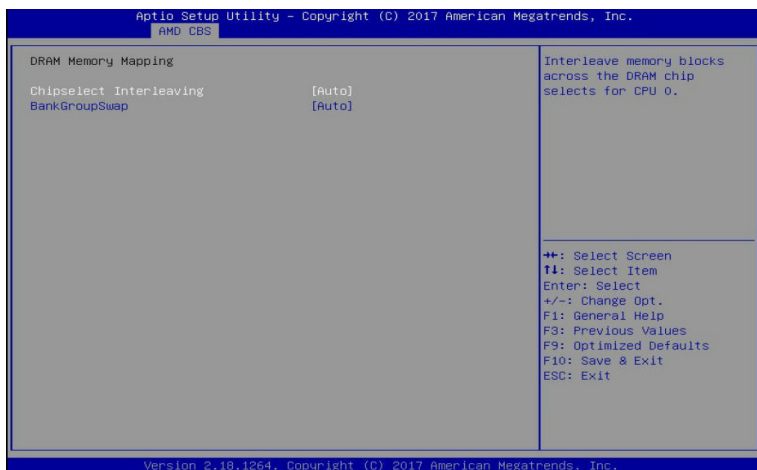 Aptio Setup Utility – Copyright (C) 2017 American Megatrends, Inc.
AMD CBS
DRAM Memory Mapping
Chipselect Interleaving [Auto]
BankGroupSwap [Auto]
Interleave memory blocks
across the DRAM chip
selects for CPU 0.
→←: Select Screen
↑↓: Select Item
Enter: Select
+/-: Change Opt.
F1: General Help
F3: Previous Values
F9: Optimized Defaults
F10: Save & Exit
ESC: Exit
Version 2.18.1264. Copyright (C) 2017 American Megatrends, Inc.